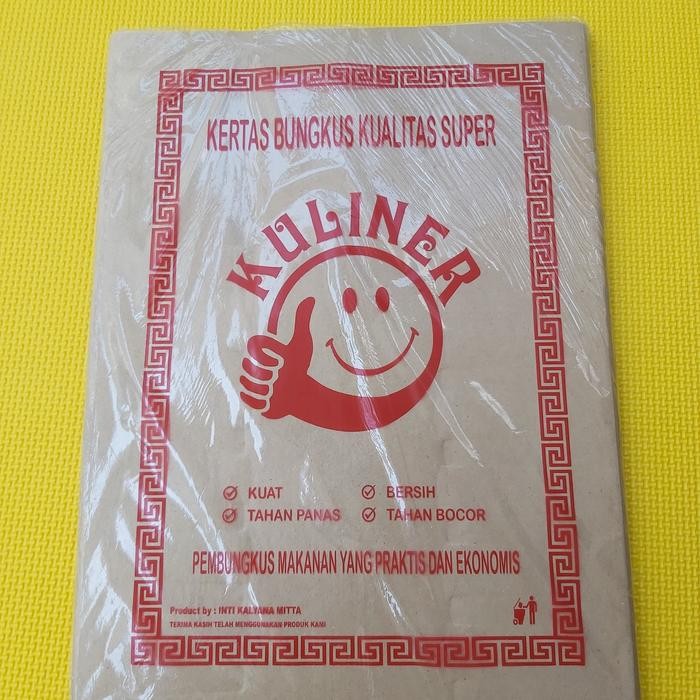 KERTAS BUNGKUS KUALITAS SUPER
KULINER
KUAT
BERSIH
TAHAN PANAS
TAHAN BOCOR
PEMBUNGKUS MAKANAN YANG PRAKTIS DAN EKONOMIS
Product by : INTI KALYANA MITTA
TERIMA KASIH TELAH MENGGUNAKAN PRODUK KAMI